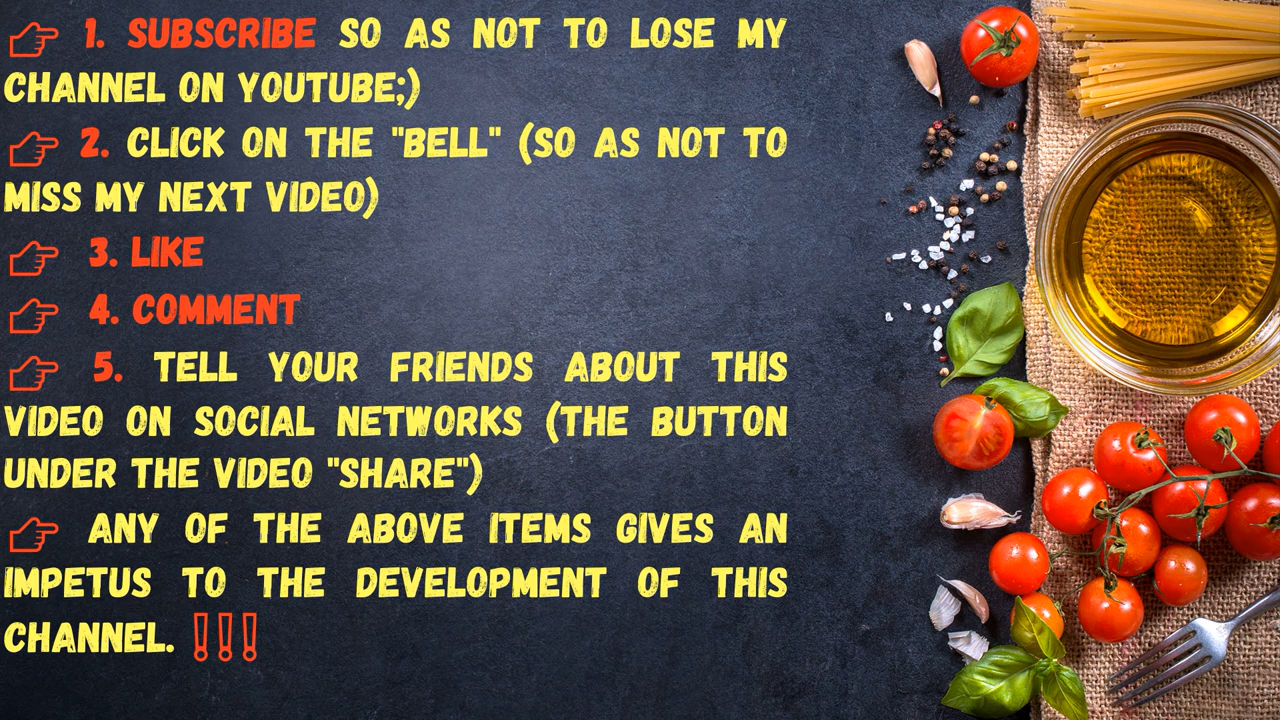 👉 1. SUBSCRIBE SO AS NOT TO LOSE MY
CHANNEL ON YOUTUBE;)
👉 2. CLICK ON THE "BELL" (SO AS NOT TO
MISS MY NEXT VIDEO)
👉 3. LIKE
👉 4. COMMENT
👉 5. TELL YOUR FRIENDS ABOUT THIS
VIDEO ON SOCIAL NETWORKS (THE BUTTON
UNDER THE VIDEO "SHARE")
👉 ANY OF THE ABOVE ITEMS GIVES AN
IMPETUS TO THE DEVELOPMENT OF THIS
CHANNEL. !!!